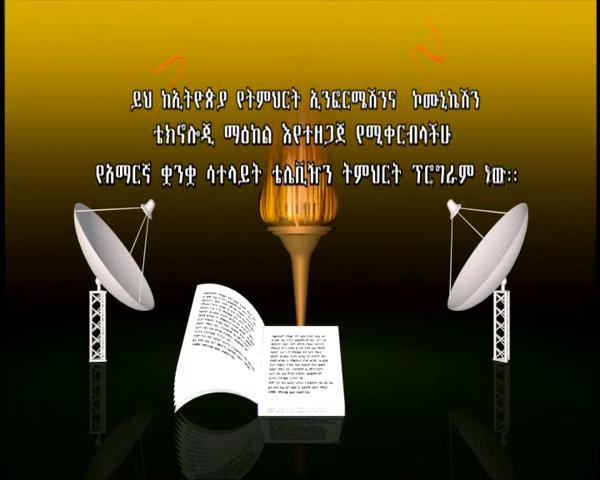 ይህ ከኢትዮጵያ የትምህርት ኢንፎርሜሽንና ኮሙኒኬሽን
ቴክኖሎጂ ማዕከል እየተዘጋጀ የሚቀርብላችሁ
የአማርኛ ቋንቋ ሳተላይት ቴሌቪዥን ትምህርት ፕሮግራም ነው፡፡